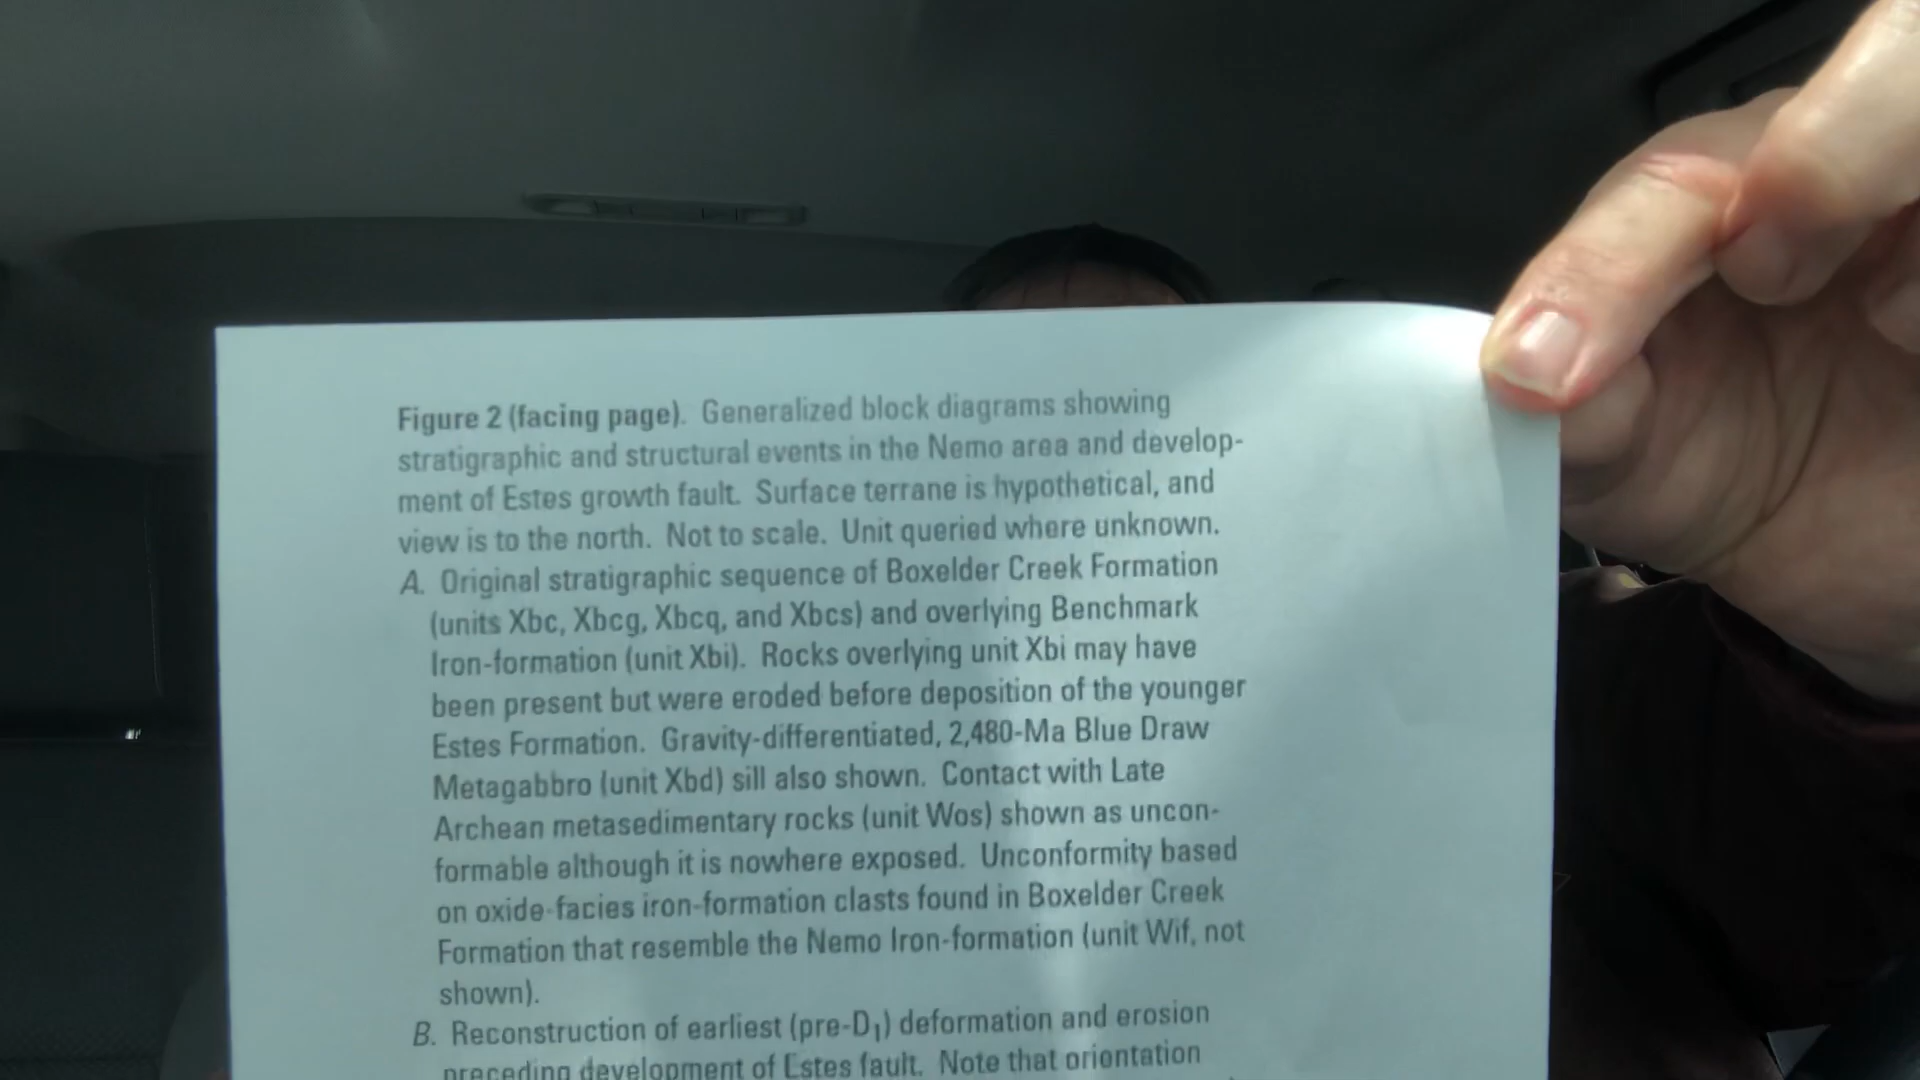 Figure 2 (facing page). Generalized block diagrams showing
stratigraphic and structural events in the Nemo area and develop-
ment of Estes growth fault. Surface terrane is hypothetical, and
view is to the north. Not to scale. Unit queried where unknown.
A. Original stratigraphic sequence of Boxelder Creek Formation
(units Xbc, Xbcg, Xbcq, and Xbcs) and overlying Benchmark
Iron-formation (unit Xbi). Rocks overlying unit Xbi may have
been present but were eroded before deposition of the younger
Estes Formation. Gravity-differentiated, 2,480-Ma Blue Draw
Metagabbro (unit Xbd) sill also shown. Contact with Late
Archean metasedimentary rocks (unit Wos) shown as uncon-
formable although it is nowhere exposed. Unconformity based
on oxide-facies iron-formation clasts found in Boxelder Creek
Formation that resemble the Nemo Iron-formation (unit Wif, not
shown).
B. Reconstruction of earliest (pre-D₁) deformation and erosion
preceding development of Estes fault. Note that orientation